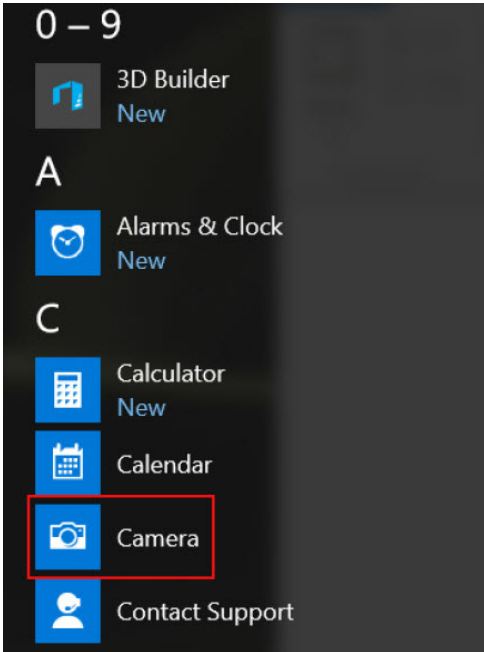 0 – 9
3D Builder
New
A
Alarms & Clock
New
C
Calculator
New
Calendar
Camera
Contact Support